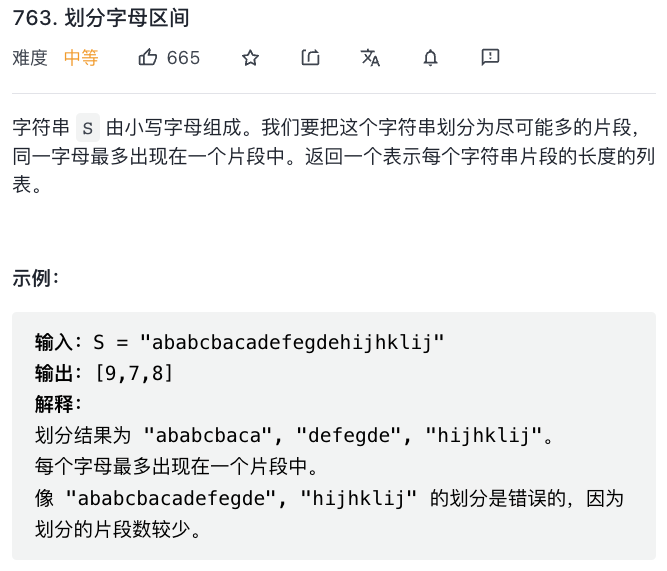 763. 划分字母区间
难度 中等 665
字符串 S 由小写字母组成。我们要把这个字符串划分为尽可能多的片段，
同一字母最多出现在一个片段中。返回一个表示每个字符串片段的长度的列
表。
示例：
输入：S = "ababcbacadefegdehijhklij"
输出：[9,7,8]
解释：
划分结果为 "ababcbaca", "defegde", "hijhklij"。
每个字母最多出现在一个片段中。
像 "ababcbacadefegde", "hijhklij" 的划分是错误的，因为
划分的片段数较少。